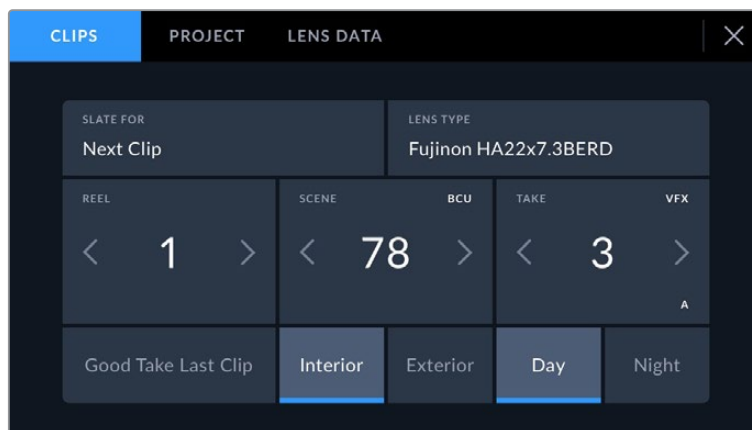 CLIPS PROJECT LENS DATA
SLATE FOR LENS TYPE
Next Clip Fujinon HA22x7.3BERD
REEL SCENE BCU TAKE VFX
1 78 3
A
Good Take Last Clip Interior Exterior Day Night